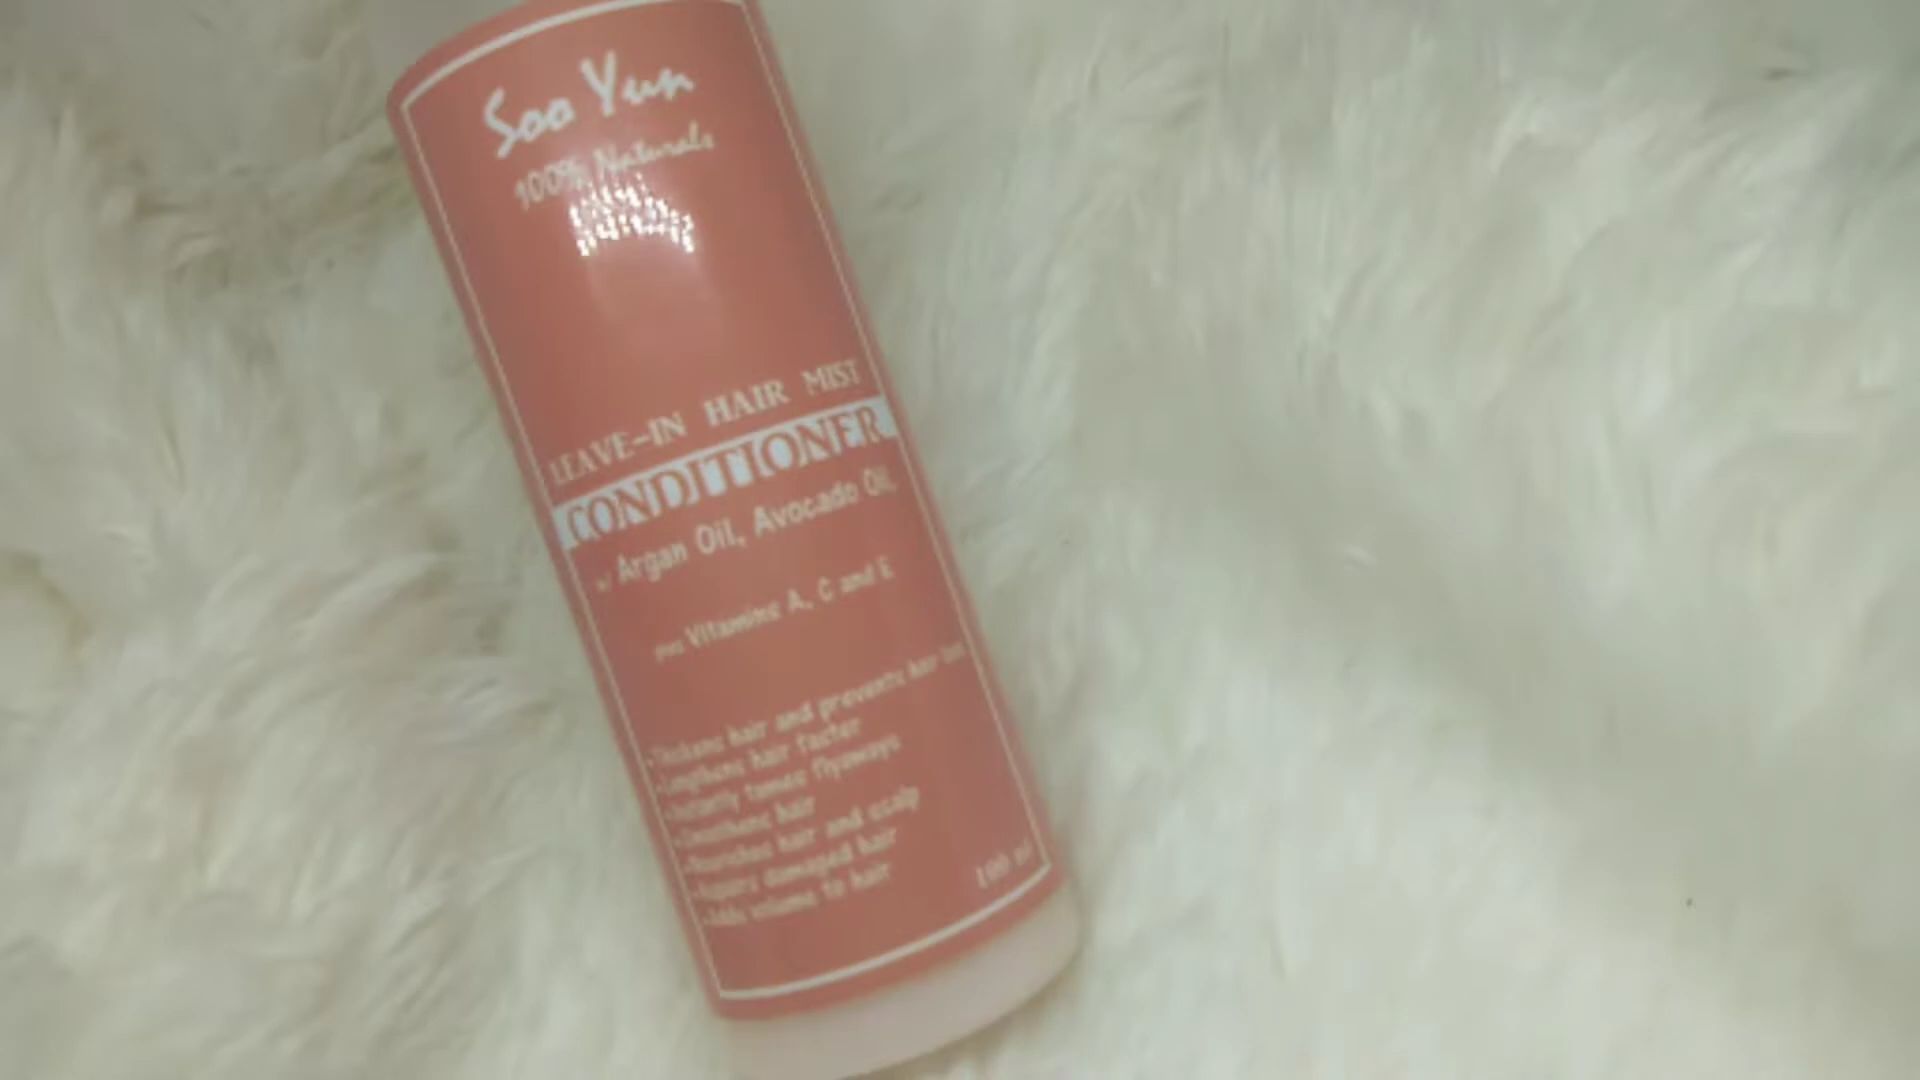 Soo Yun
100% Naturals
LEAVE-IN HAIR MIST
CONDITIONER
w/ Argan Oil, Avocado Oil,
plus Vitamins A, C and E
•Thickens hair and prevents hair loss
•Lengthens hair faster
•Instantly tames flyaways
•Smoothens hair
•Nourishes hair and scalp
•Repairs damaged hair
•Adds volume to hair
100 ml